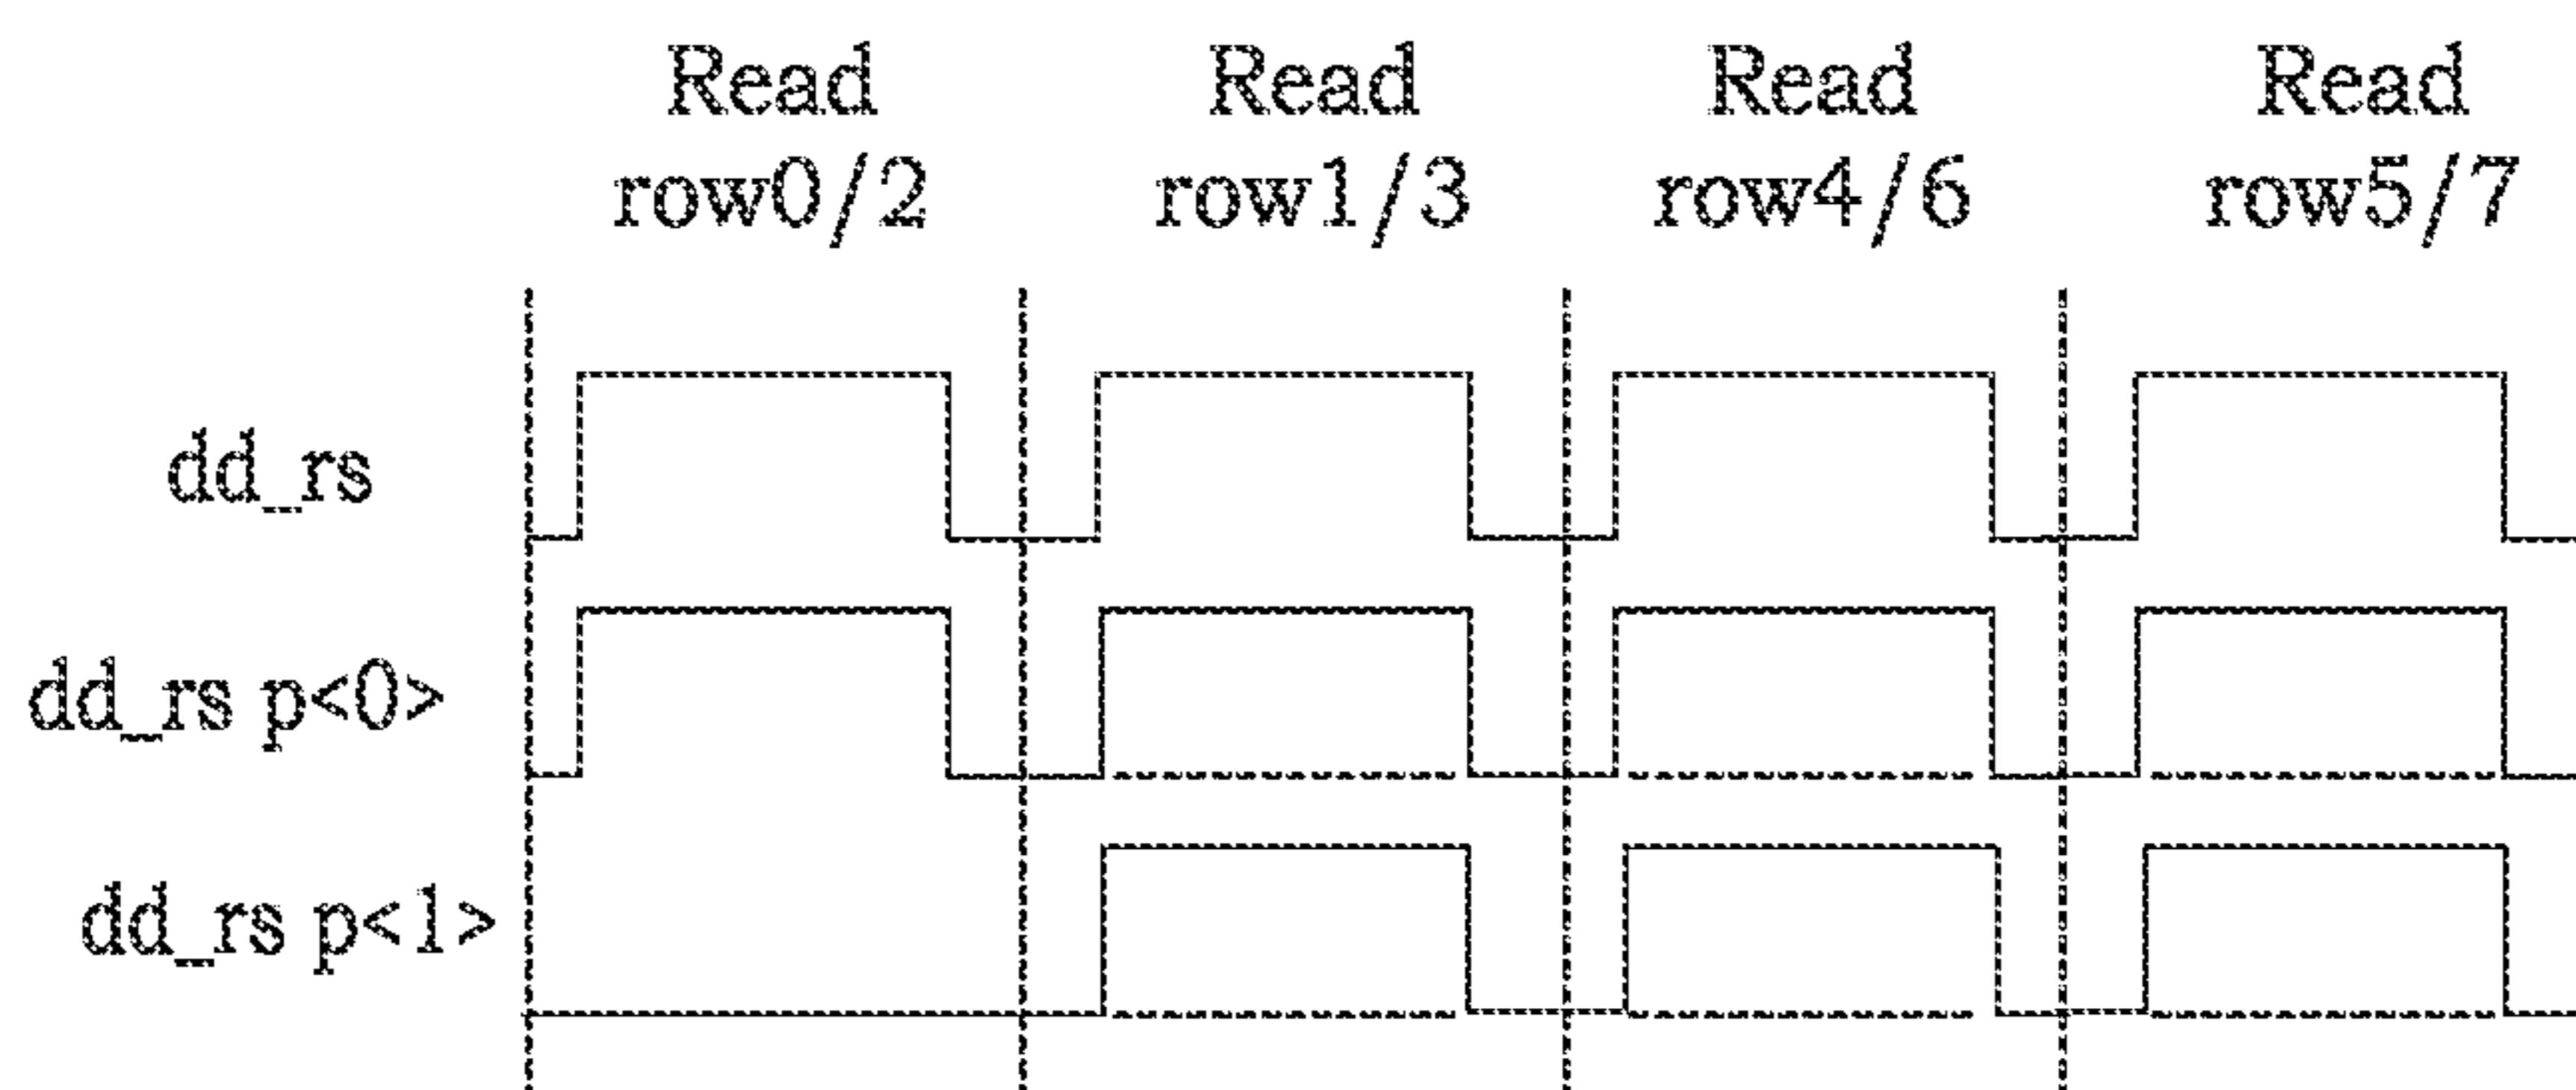 Read Read Read Read
row0/2 row1/3 row4/6 row5/7
dd_rs
dd_rs p<0>
dd_rs p<1>